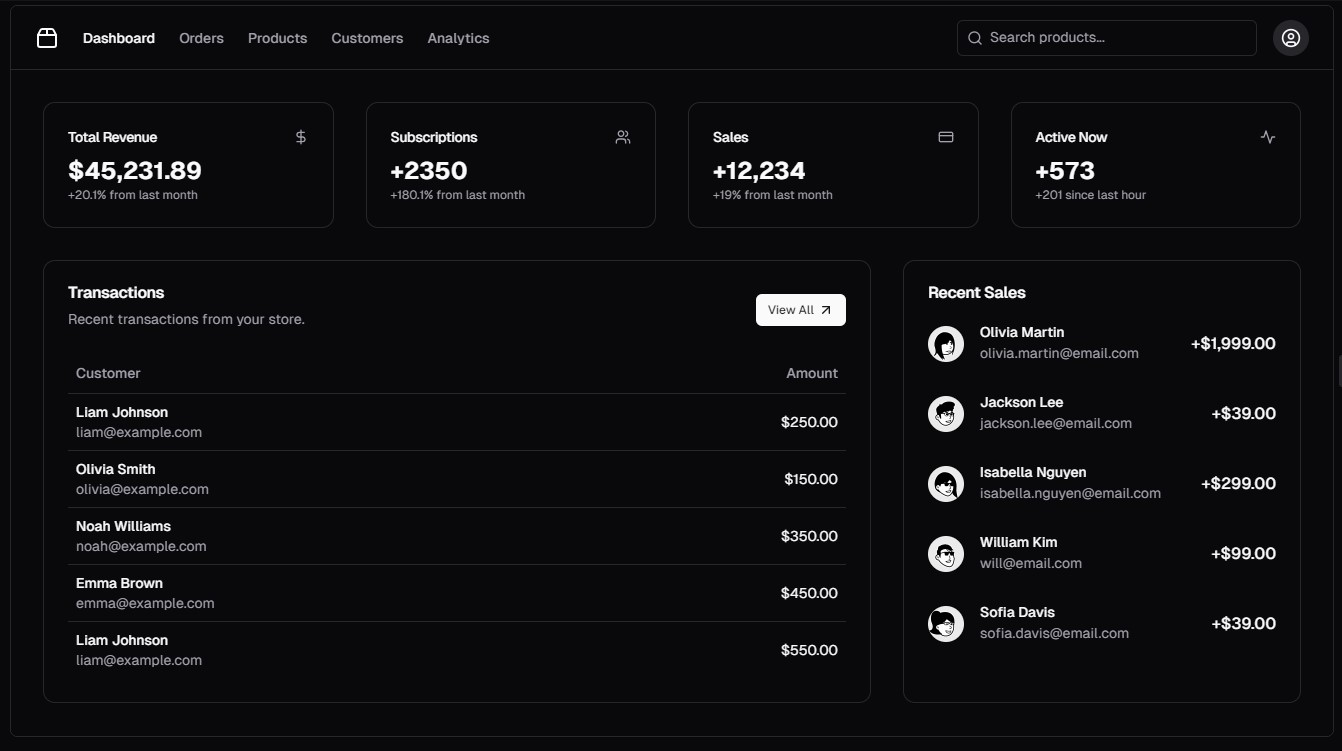 Dashboard Orders Products Customers Analytics Search products...
Total Revenue
$45,231.89
+20.1% from last month
Subscriptions
+2350
+180.1% from last month
Sales
+12,234
+19% from last month
Active Now
+573
+201 since last hour
Transactions
Recent transactions from your store.
View All
Customer Amount
Liam Johnson
liam@example.com
$250.00
Olivia Smith
olivia@example.com
$150.00
Noah Williams
noah@example.com
$350.00
Emma Brown
emma@example.com
$450.00
Liam Johnson
liam@example.com
$550.00
Recent Sales
Olivia Martin
olivia.martin@email.com
+$1,999.00
Jackson Lee
jackson.lee@email.com
+$39.00
Isabella Nguyen
isabella.nguyen@email.com
+$299.00
William Kim
will@email.com
+$99.00
Sofia Davis
sofia.davis@email.com
+$39.00